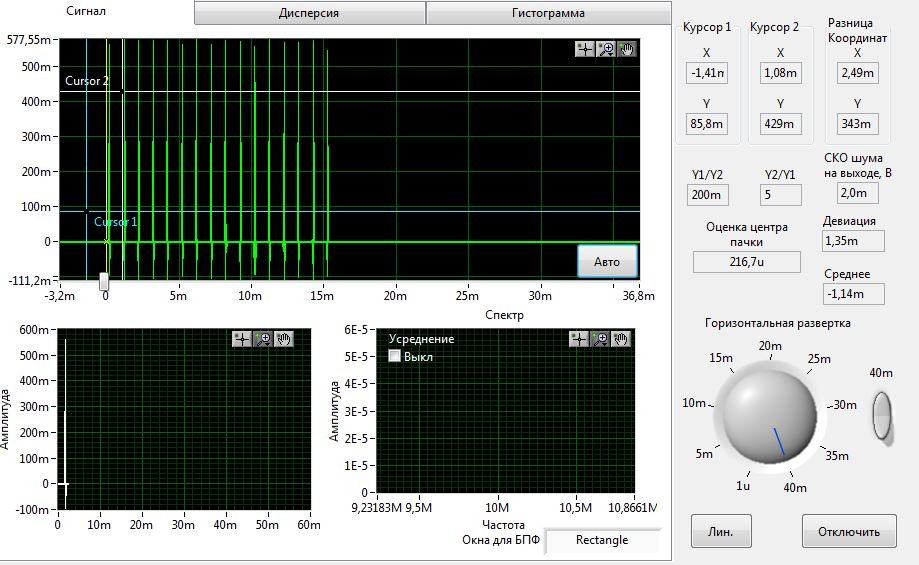 Сигнал
Дисперсия
Гистограмма
577,55m
500m
400m
300m
200m
100m
0
-111,2m
Cursor 2
Cursor 1
Авто
-3,2m 0 5m 10m 15m 20m 25m 30m 36,8m
Спектр
600m
500m
400m
300m
200m
100m
0
-100m
Амплитуда
0 10m 20m 30m 40m 50m 60m
6E-5
5E-5
4E-5
3E-5
2E-5
1E-5
0
Амплитуда
Усреднение
Выкл
9,23183M 9,5M 10M 10,5M 10,8661M
Частота
Окна для БПФ Rectangle
Курсор 1 Курсор 2 Разница
Координат
X X X
-1,41m 1,08m 2,49m
Y Y Y
85,8m 429m 343m
Y1/Y2 Y2/Y1 СКО шума
на выходе, В
200m 5 2,0m
Оценка центра
пачки
216,7u
Девиация
1,35m
Среднее
-1,14m
Горизонтальная развертка
20m
15m 25m
10m 30m
5m 35m
1u 40m
40m
Лин. Отключить